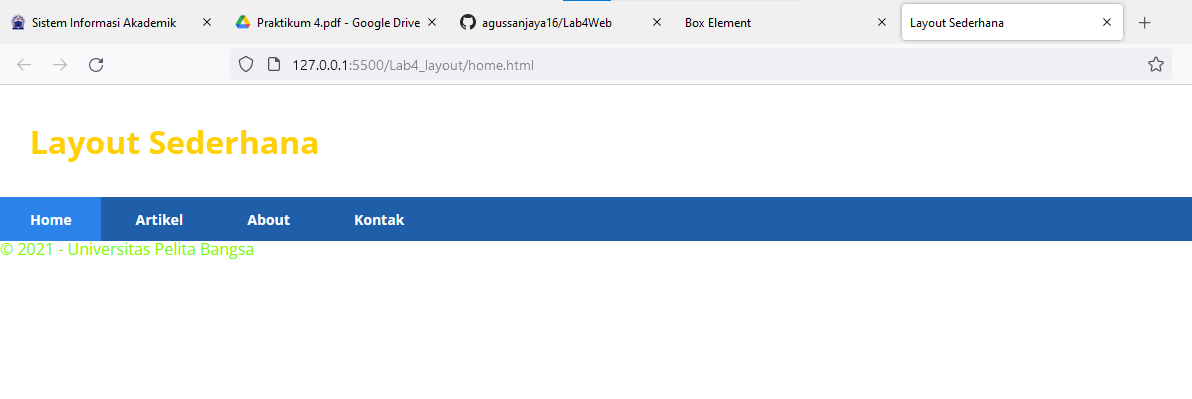 Sistem Informasi Akademik
Praktikum 4.pdf - Google Drive
agussanjaya16/Lab4Web
Box Element
Layout Sederhana
127.0.0.1:5500/Lab4_layout/home.html
Layout Sederhana
Home Artikel About Kontak
© 2021 - Universitas Pelita Bangsa